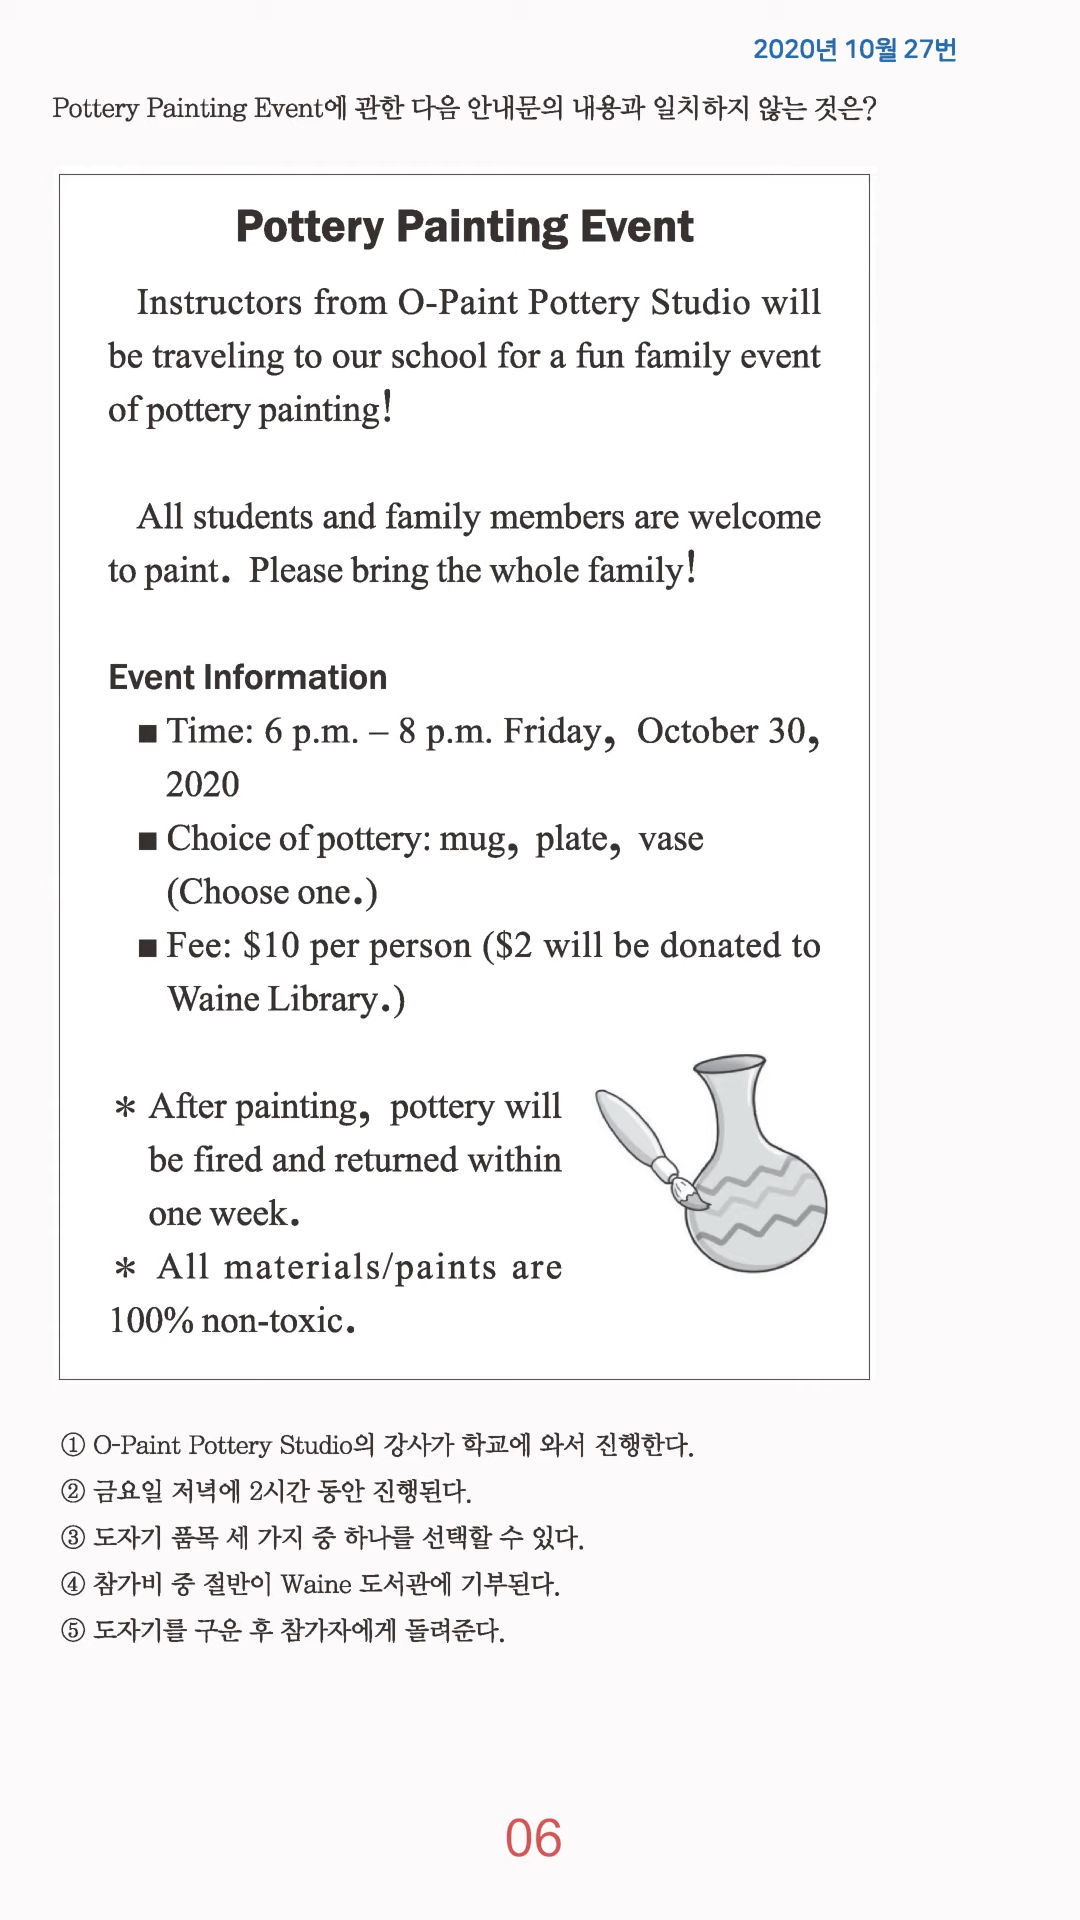 2020년 10월 27번
Pottery Painting Event에 관한 다음 안내문의 내용과 일치하지 않는 것은?
Pottery Painting Event
Instructors from O-Paint Pottery Studio will
be traveling to our school for a fun family event
of pottery painting!
All students and family members are welcome
to paint. Please bring the whole family!
Event Information
■ Time: 6 p.m. – 8 p.m. Friday, October 30,
2020
■ Choice of pottery: mug, plate, vase
(Choose one.)
■ Fee: $10 per person ($2 will be donated to
Waine Library.)
* After painting, pottery will
be fired and returned within
one week.
* All materials/paints are
100% non-toxic.
① O-Paint Pottery Studio의 강사가 학교에 와서 진행한다.
② 금요일 저녁에 2시간 동안 진행된다.
③ 도자기 품목 세 가지 중 하나를 선택할 수 있다.
④ 참가비 중 절반이 Waine 도서관에 기부된다.
⑤ 도자기를 구운 후 참가자에게 돌려준다.
06